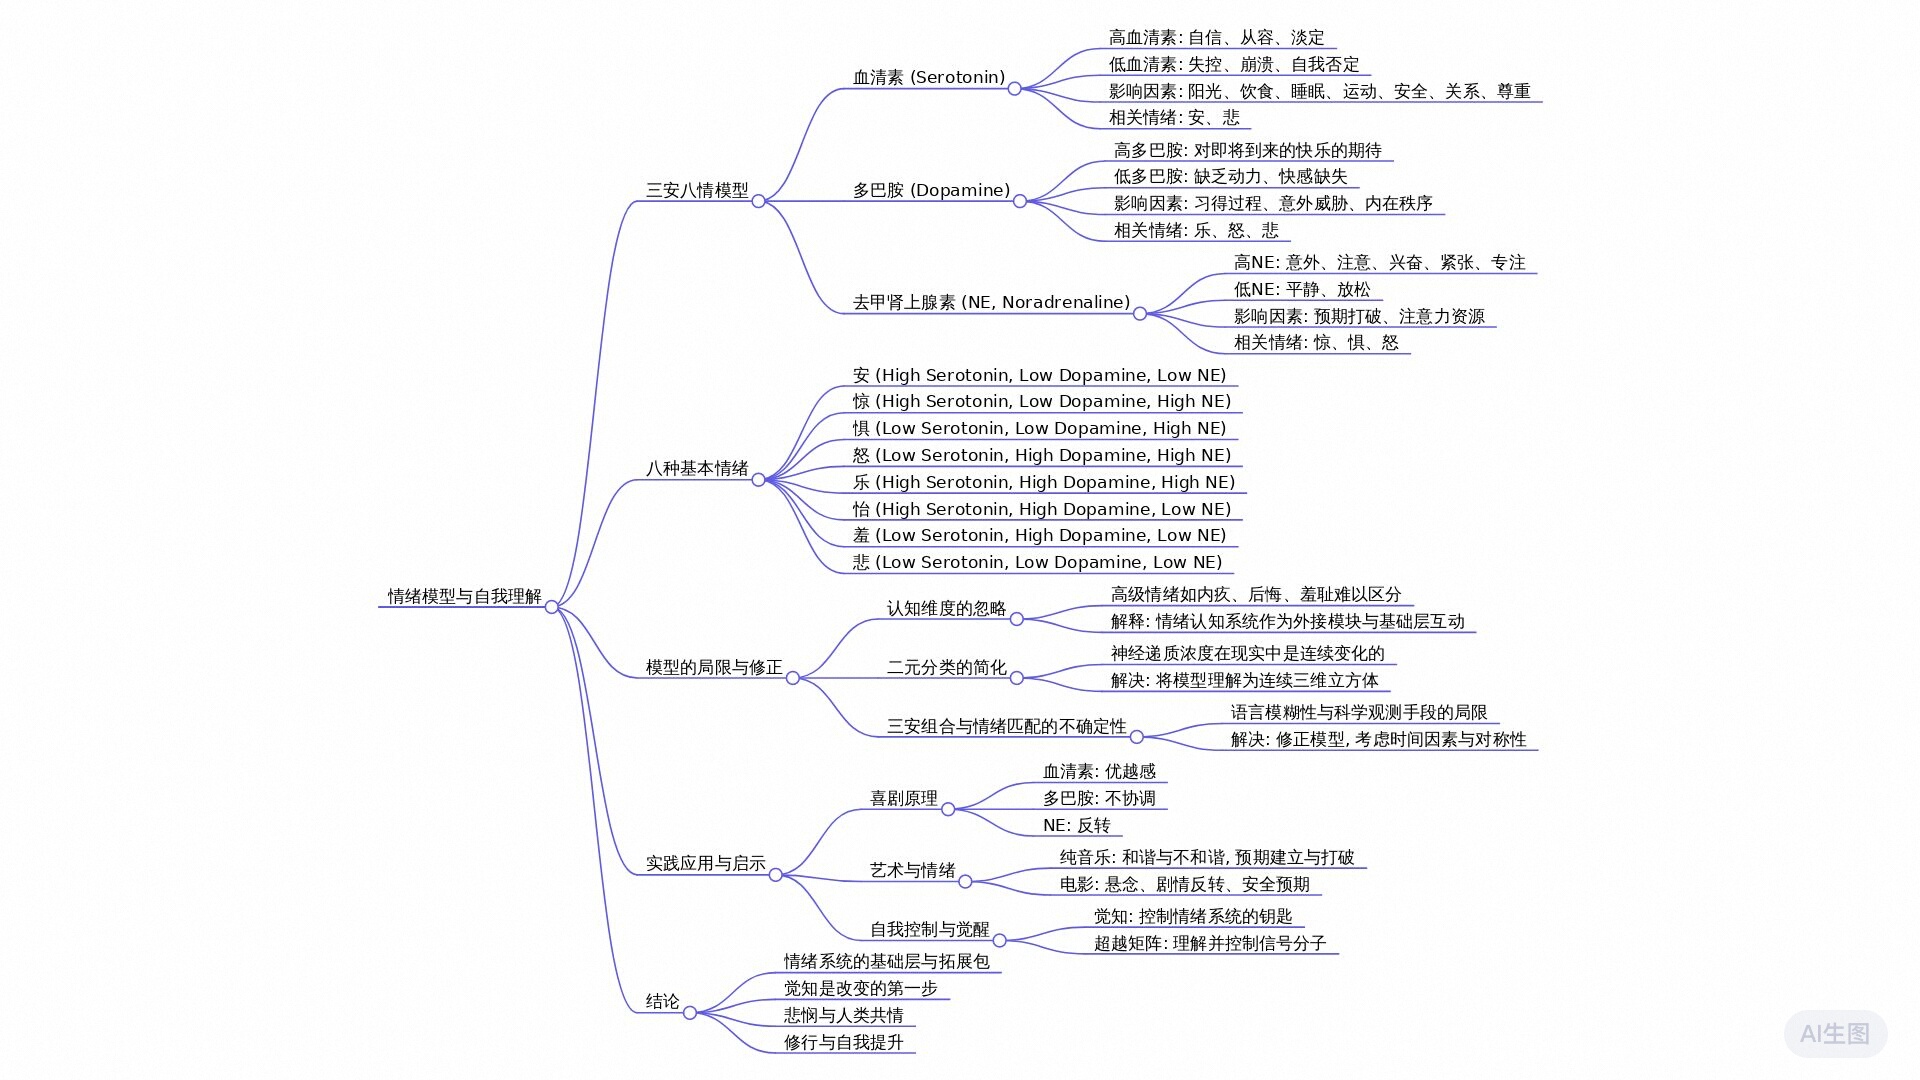 情绪模型与自我理解
三安八情模型
血清素 (Serotonin)
高血清素: 自信、从容、淡定
低血清素: 失控、崩溃、自我否定
影响因素: 阳光、饮食、睡眠、运动、安全、关系、尊重
相关情绪: 安、悲
多巴胺 (Dopamine)
高多巴胺: 对即将到来的快乐的期待
低多巴胺: 缺乏动力、快感缺失
影响因素: 习得过程、意外威胁、内在秩序
相关情绪: 乐、怒、悲
去甲肾上腺素 (NE, Noradrenaline)
高NE: 意外、注意、兴奋、紧张、专注
低NE: 平静、放松
影响因素: 预期打破、注意力资源
相关情绪: 惊、惧、怒
八种基本情绪
安 (High Serotonin, Low Dopamine, Low NE)
惊 (High Serotonin, Low Dopamine, High NE)
惧 (Low Serotonin, Low Dopamine, High NE)
怒 (Low Serotonin, High Dopamine, High NE)
乐 (High Serotonin, High Dopamine, High NE)
怡 (High Serotonin, High Dopamine, Low NE)
羞 (Low Serotonin, High Dopamine, Low NE)
悲 (Low Serotonin, Low Dopamine, Low NE)
模型的局限与修正
认知维度的忽略
高级情绪如内疚、后悔、羞耻难以区分
解释: 情绪认知系统作为外接模块与基础层互动
二元分类的简化
神经递质浓度在现实中是连续变化的
解决: 将模型理解为连续三维立方体
三安组合与情绪匹配的不确定性
语言模糊性与科学观测手段的局限
解决: 修正模型, 考虑时间因素与对称性
实践应用与启示
喜剧原理
血清素: 优越感
多巴胺: 不协调
NE: 反转
艺术与情绪
纯音乐: 和谐与不和谐, 预期建立与打破
电影: 悬念、剧情反转、安全预期
自我控制与觉醒
觉知: 控制情绪系统的钥匙
超越矩阵: 理解并控制信号分子
结论
情绪系统的基础层与拓展包
觉知是改变的第一步
悲悯与人类共情
修行与自我提升
AI生图